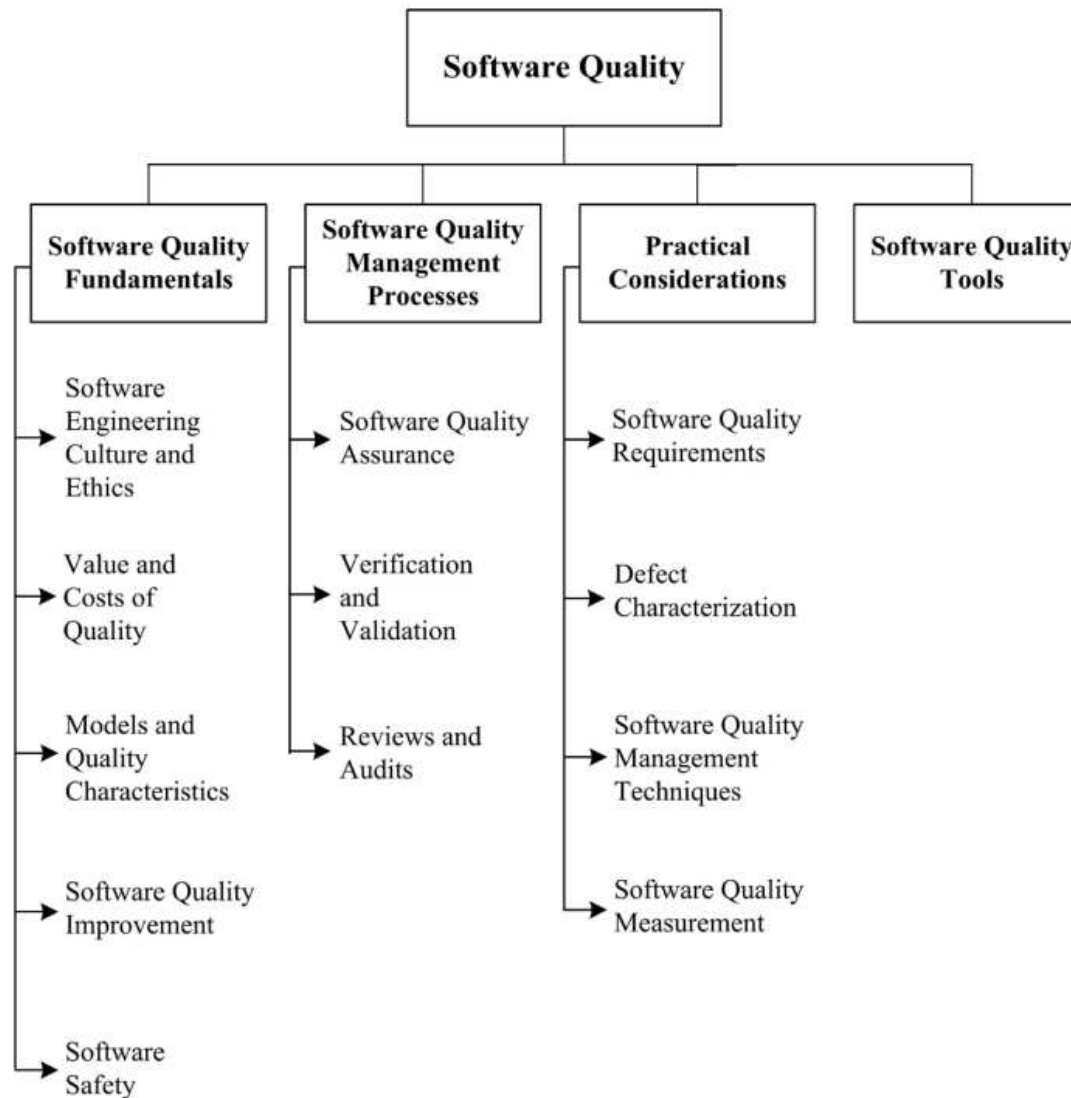 Software Quality
Software Quality
Fundamentals
Software
Engineering
Culture and
Ethics
Value and
Costs of
Quality
Models and
Quality
Characteristics
Software Quality
Improvement
Software
Safety
Software Quality
Management
Processes
Software Quality
Assurance
Verification
and
Validation
Reviews and
Audits
Practical
Considerations
Software Quality
Requirements
Defect
Characterization
Software Quality
Management
Techniques
Software Quality
Measurement
Software Quality
Tools